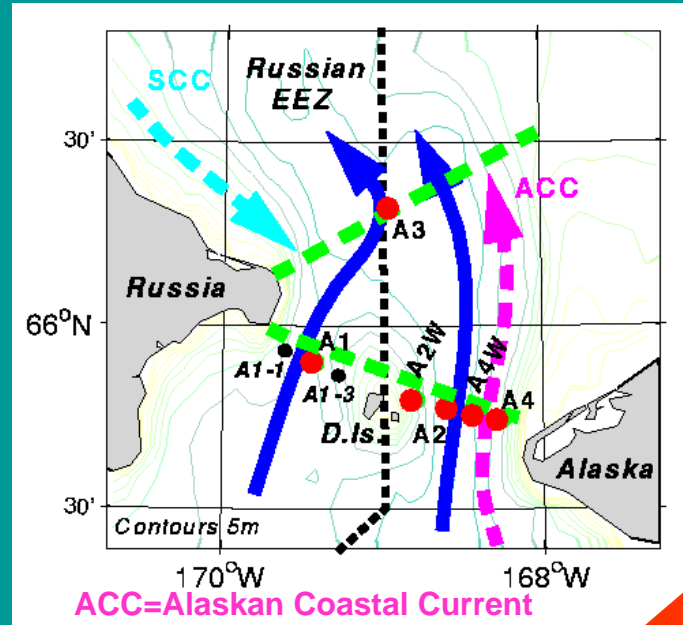 Russian
EEZ
SCC
30'
ACC
A3
Russia
66°N
A1
A1-1
A1-3
A2W
A4W
A4
D.Is.
A2
Alaska
30'
Contours 5m
170°W
168°W
ACC=Alaskan Coastal Current